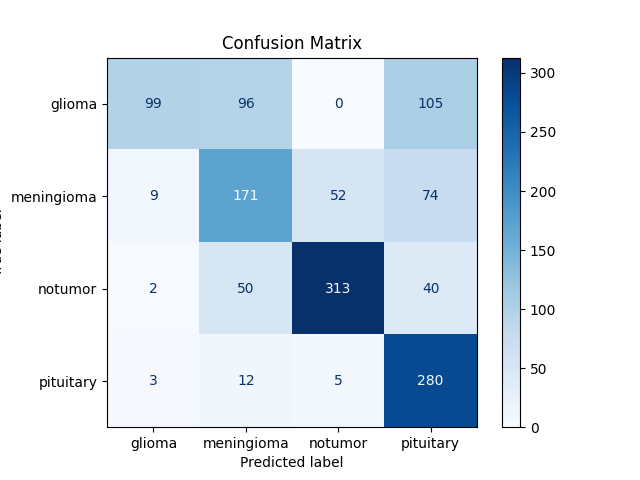 Confusion Matrix
glioma 99 96 0 105
meningioma 9 171 52 74
notumor 2 50 313 40
pituitary 3 12 5 280
glioma meningioma notumor pituitary
Predicted label
300
250
200
150
100
50
0